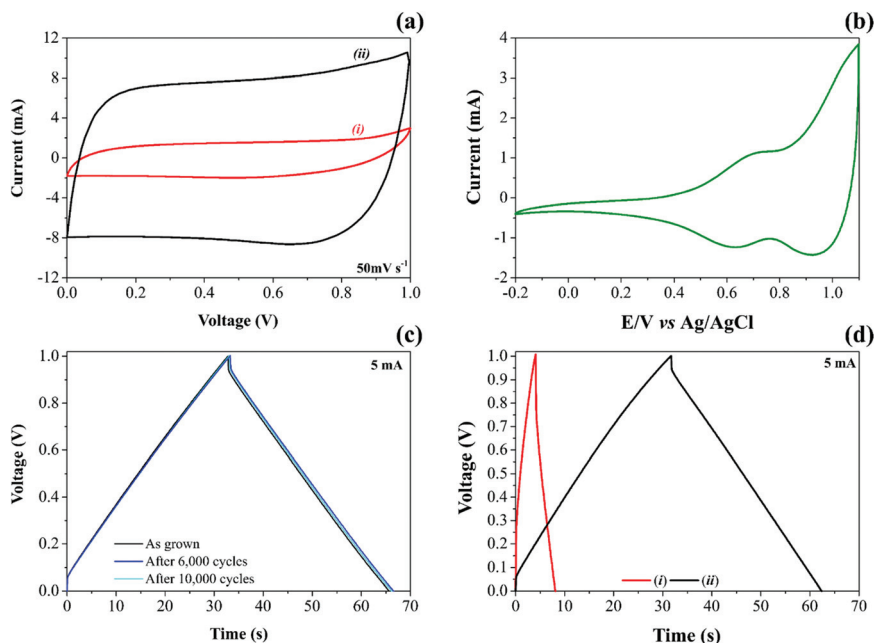 (a)
12
8
4
0
-4
-8
-12
Current (mA)
(ii)
(i)
50mV s⁻¹
0.0 0.2 0.4 0.6 0.8 1.0
Voltage (V)
(b)
4
3
2
1
0
-1
-2
Current (mA)
-0.2 0.0 0.2 0.4 0.6 0.8 1.0
E/V vs Ag/AgCl
(c)
5 mA
1.0
0.8
0.6
0.4
0.2
0.0
Voltage (V)
As grown
After 6,000 cycles
After 10,000 cycles
0 10 20 30 40 50 60 70
Time (s)
(d)
5 mA
1.0
0.9
0.8
0.7
0.6
0.5
0.4
0.3
0.2
0.1
0.0
Voltage (V)
(i) (ii)
0 10 20 30 40 50 60 70
Time (s)